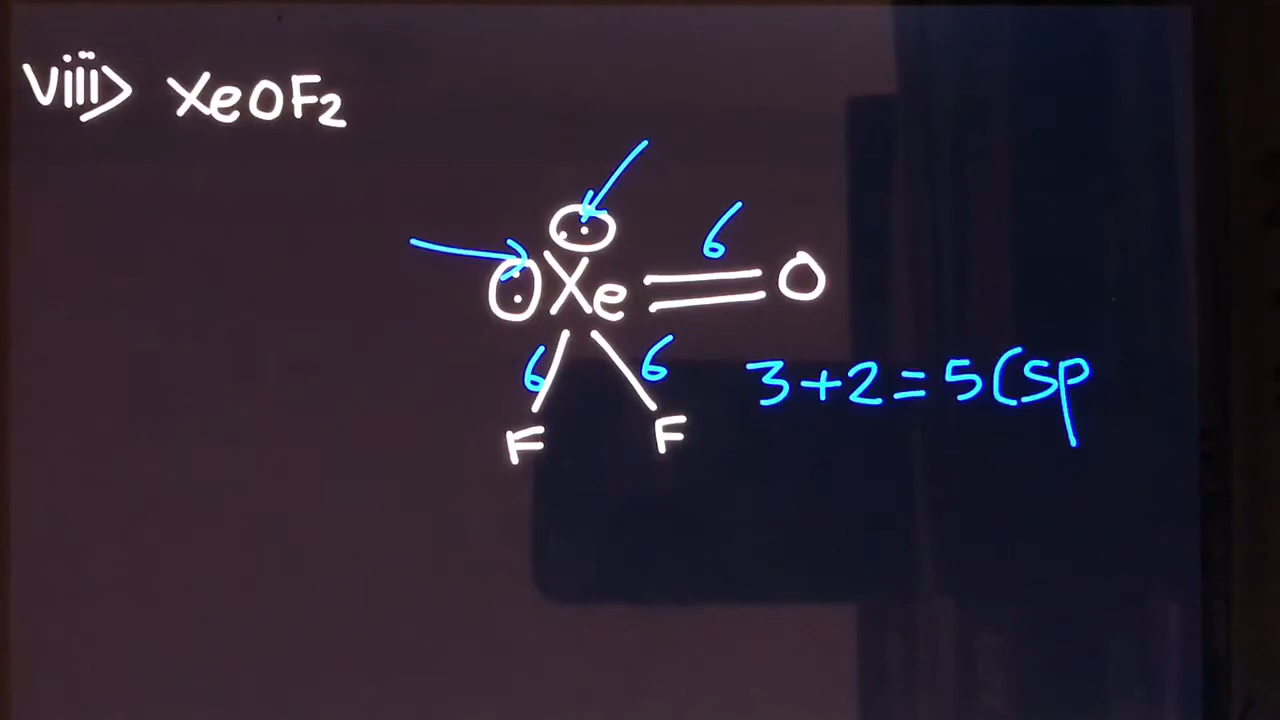 viii> XeOF2
6
Xe = O
6 6
F F
3+2=5(sp